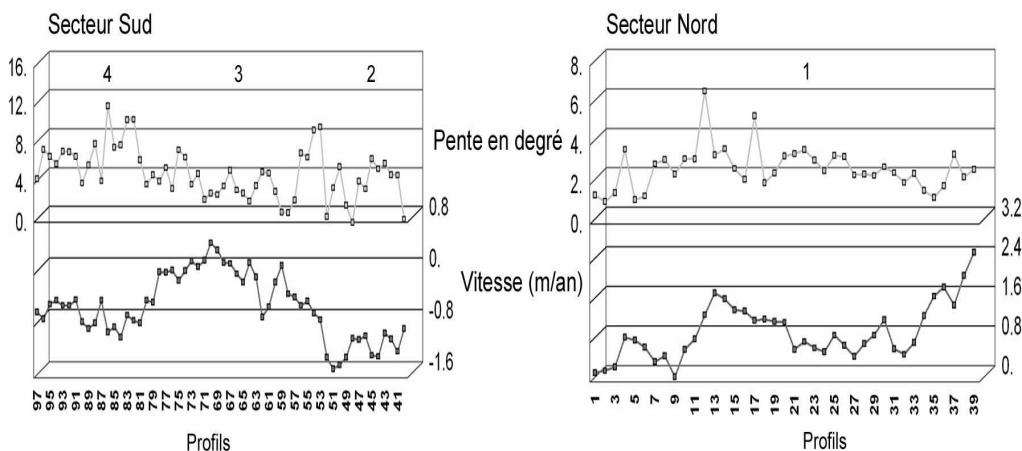 Secteur Sud
Secteur Nord
16.
12.
8.
4.
0.
4
3
2
0.8
0.
-0.8
-1.6
Pente en degré
Vitesse (m/an)
8.
6.
4.
2.
0.
1
3.2
2.4
1.6
0.8
0.
97 95 93 91 89 87 85 83 81 79 77 75 73 71 69 67 65 63 61 59 57 55 53 51 49 47 45 43 41
1 3 5 7 9 11 13 15 17 19 21 23 25 27 29 31 33 35 37 39
Profils
Profils